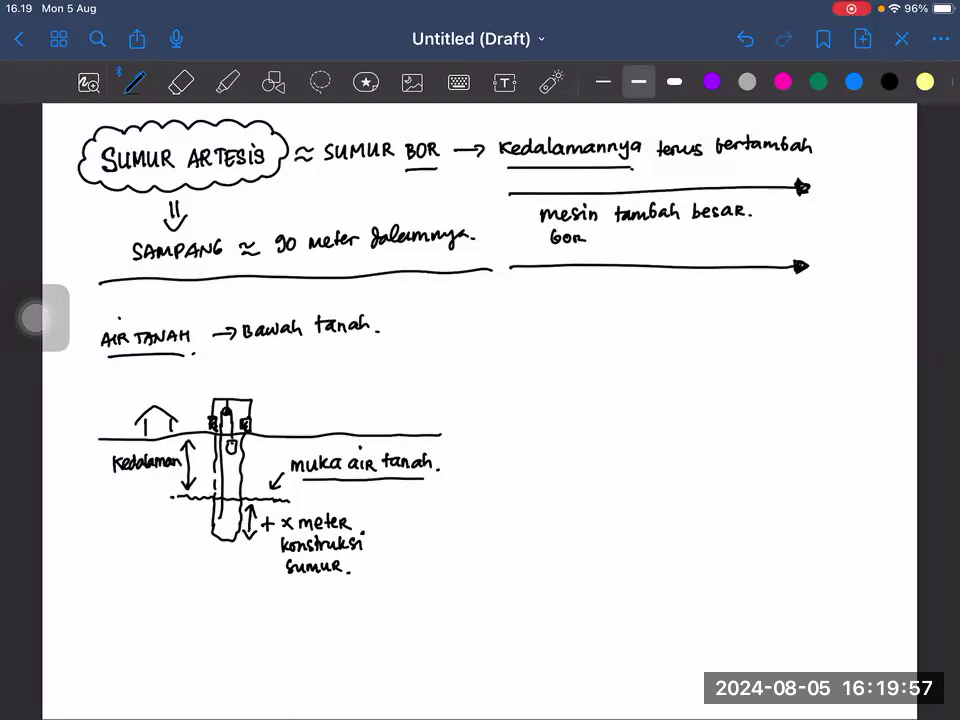 16.19 Mon 5 Aug
96%
Untitled (Draft)
SUMUR ARTESIS ≈ SUMUR BOR → Kedalamannya terus bertambah
mesin tambah besar.
bor
⇓
SAMPANG ≈ 90 meter dalamnya.
AIR TANAH → Bawah tanah.
Kedalaman
muka air tanah.
+ x meter
konstruksi
sumur.
2024-08-05 16:19:57